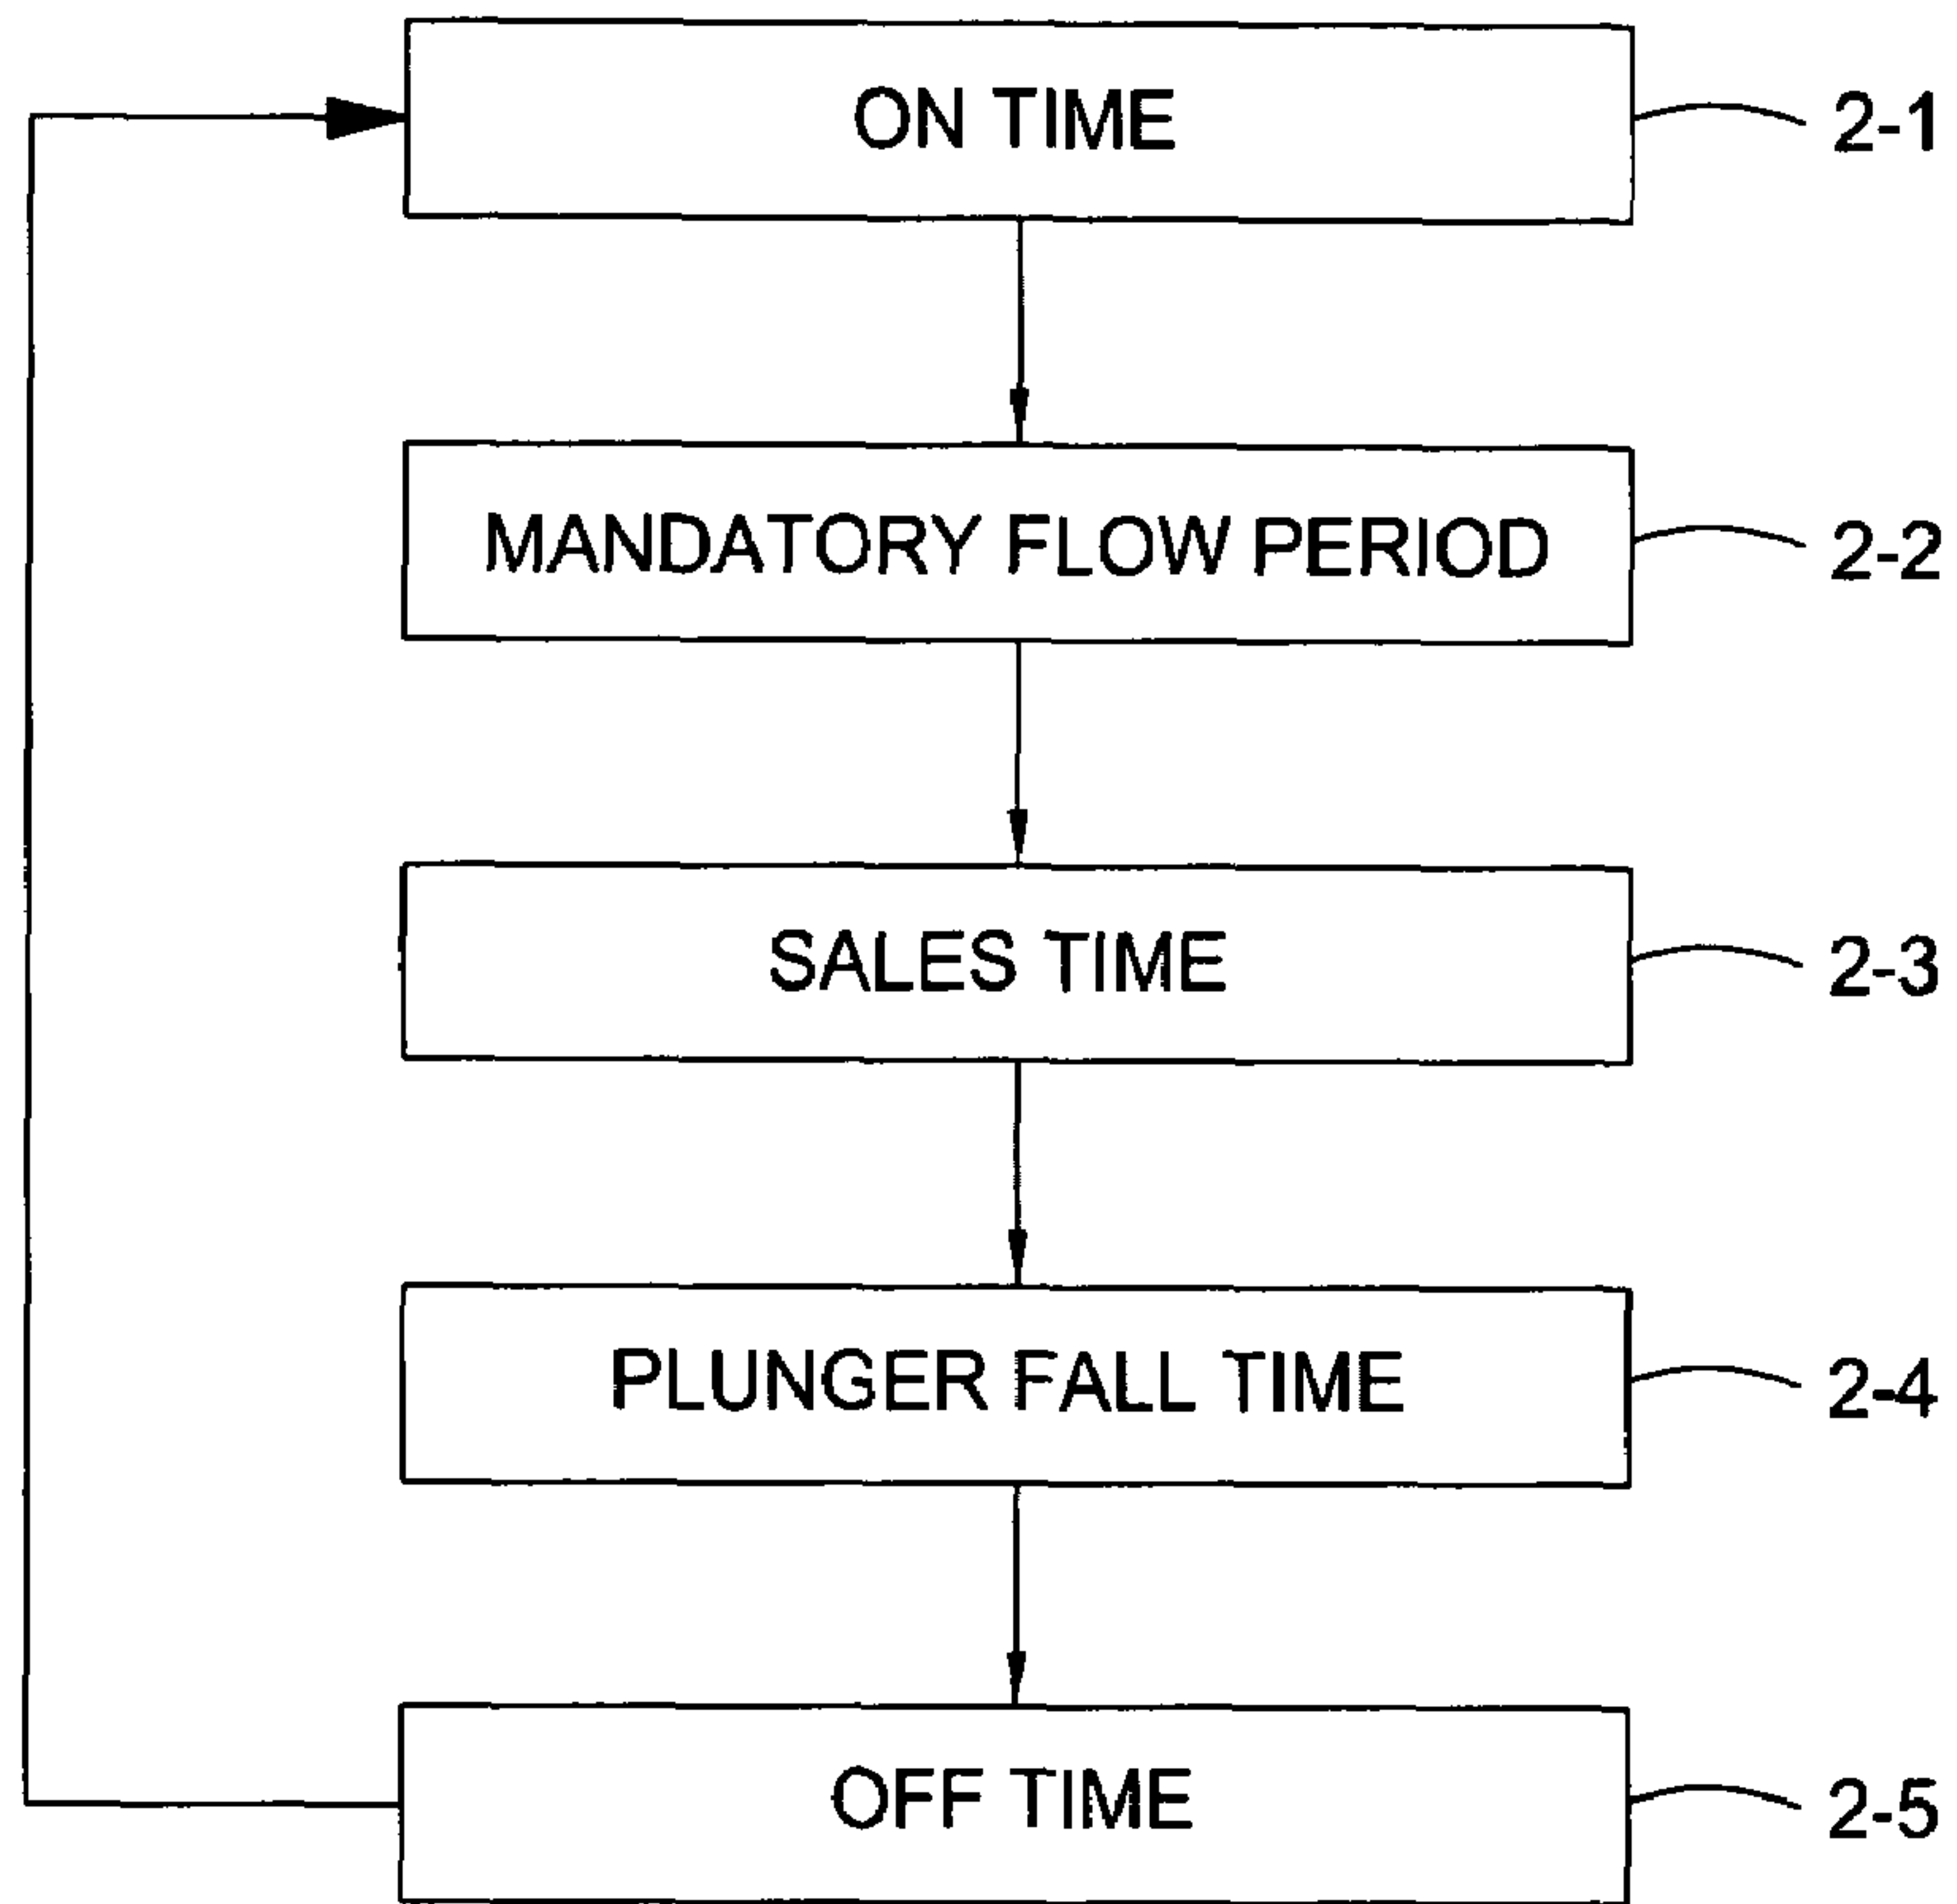 ON TIME
2-1
MANDATORY FLOW PERIOD
2-2
SALES TIME
2-3
PLUNGER FALL TIME
2-4
OFF TIME
2-5